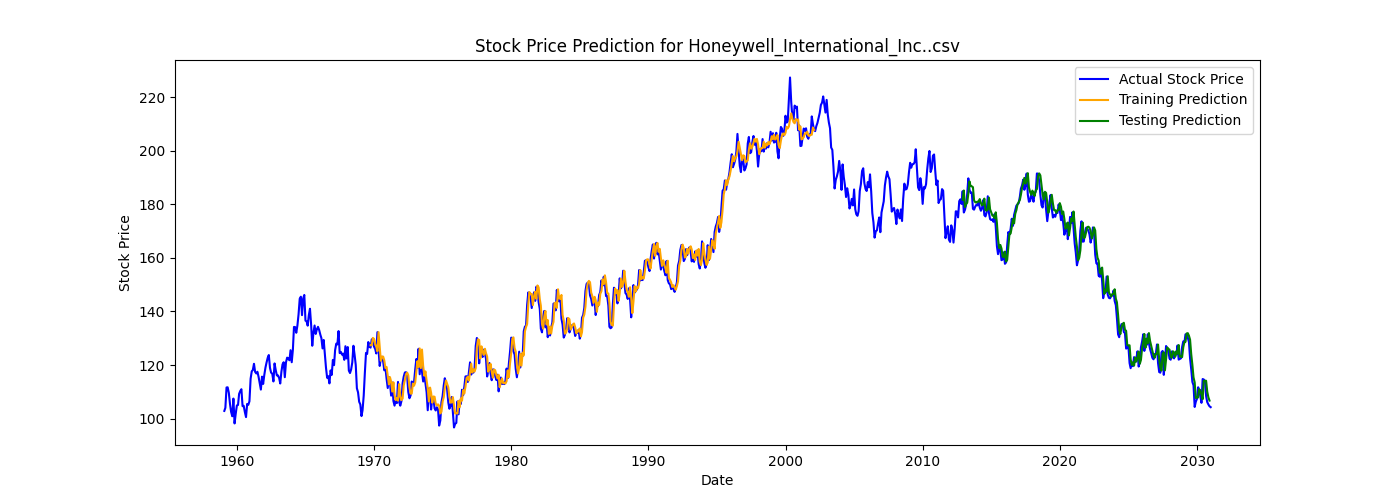 Stock Price Prediction for Honeywell_International_Inc..csv
Actual Stock Price
Training Prediction
Testing Prediction
Stock Price
220
200
180
160
140
120
100
1960 1970 1980 1990 2000 2010 2020 2030
Date